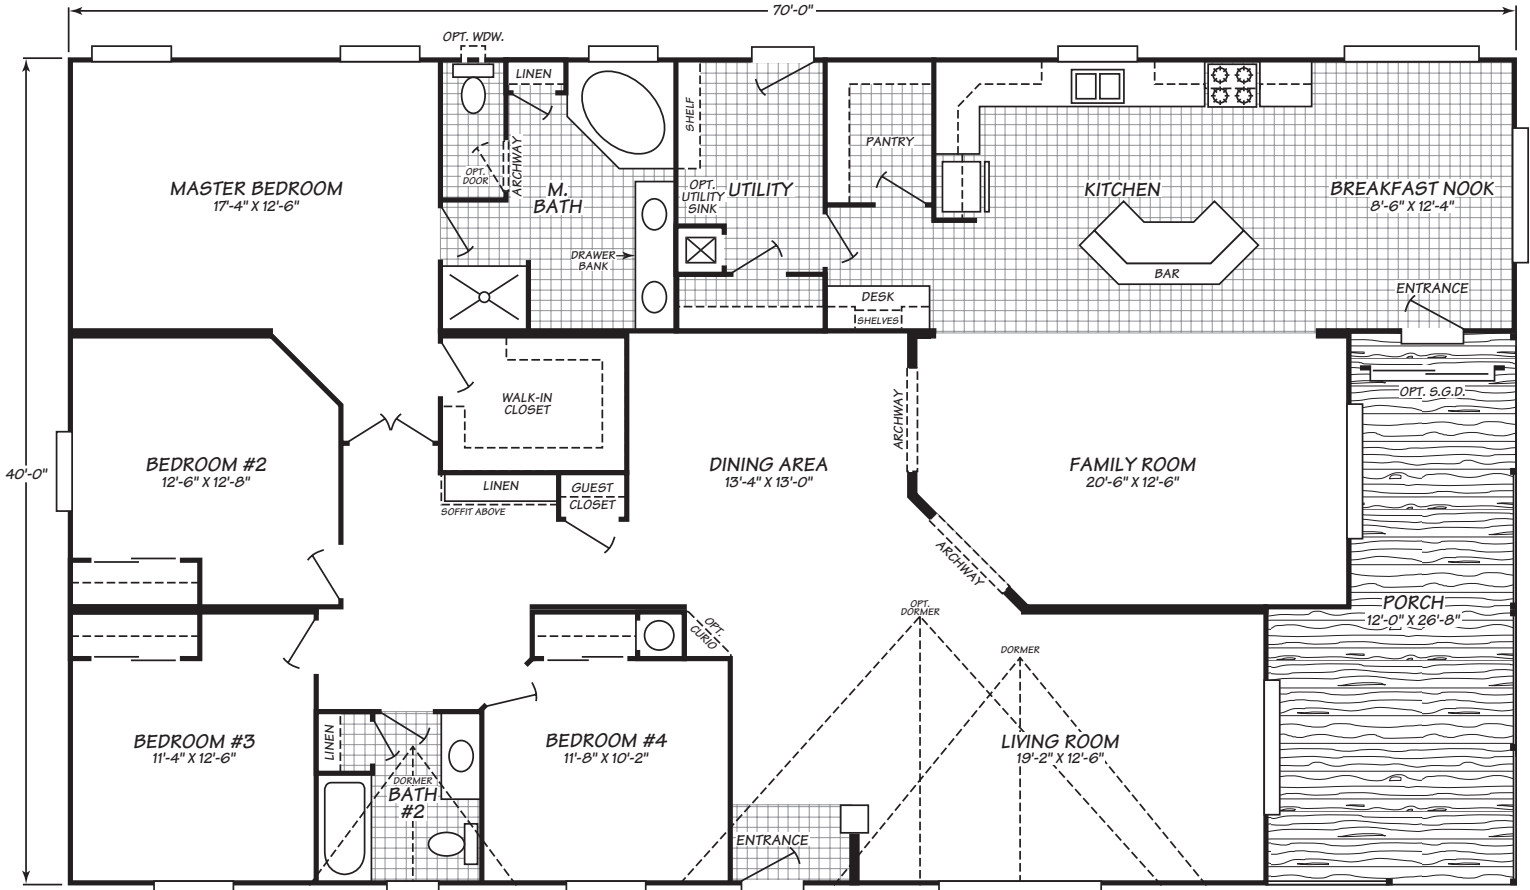 70'-0"
OPT. WDW.
LINEN
SHELF
PANTRY
ARCHWAY
OPT.
DOOR
MASTER BEDROOM
17'-4" X 12'-6"
M.
BATH
OPT.
UTILITY
SINK
UTILITY
KITCHEN
BREAKFAST NOOK
8'-6" X 12'-4"
DRAWER
BANK
BAR
DESK
SHELVES
ENTRANCE
OPT. S.G.D.
WALK-IN
CLOSET
ARCHWAY
40'-0"
BEDROOM #2
12'-6" X 12'-8"
DINING AREA
13'-4" X 13'-0"
FAMILY ROOM
20'-6" X 12'-6"
LINEN
SOFFIT ABOVE
GUEST
CLOSET
ARCHWAY
OPT.
DORMER
PORCH
12'-0" X 26'-8"
OPT.
CURIO
DORMER
BEDROOM #3
11'-4" X 12'-6"
LINEN
DORMER
BATH
#2
BEDROOM #4
11'-8" X 10'-2"
LIVING ROOM
19'-2" X 12'-6"
ENTRANCE